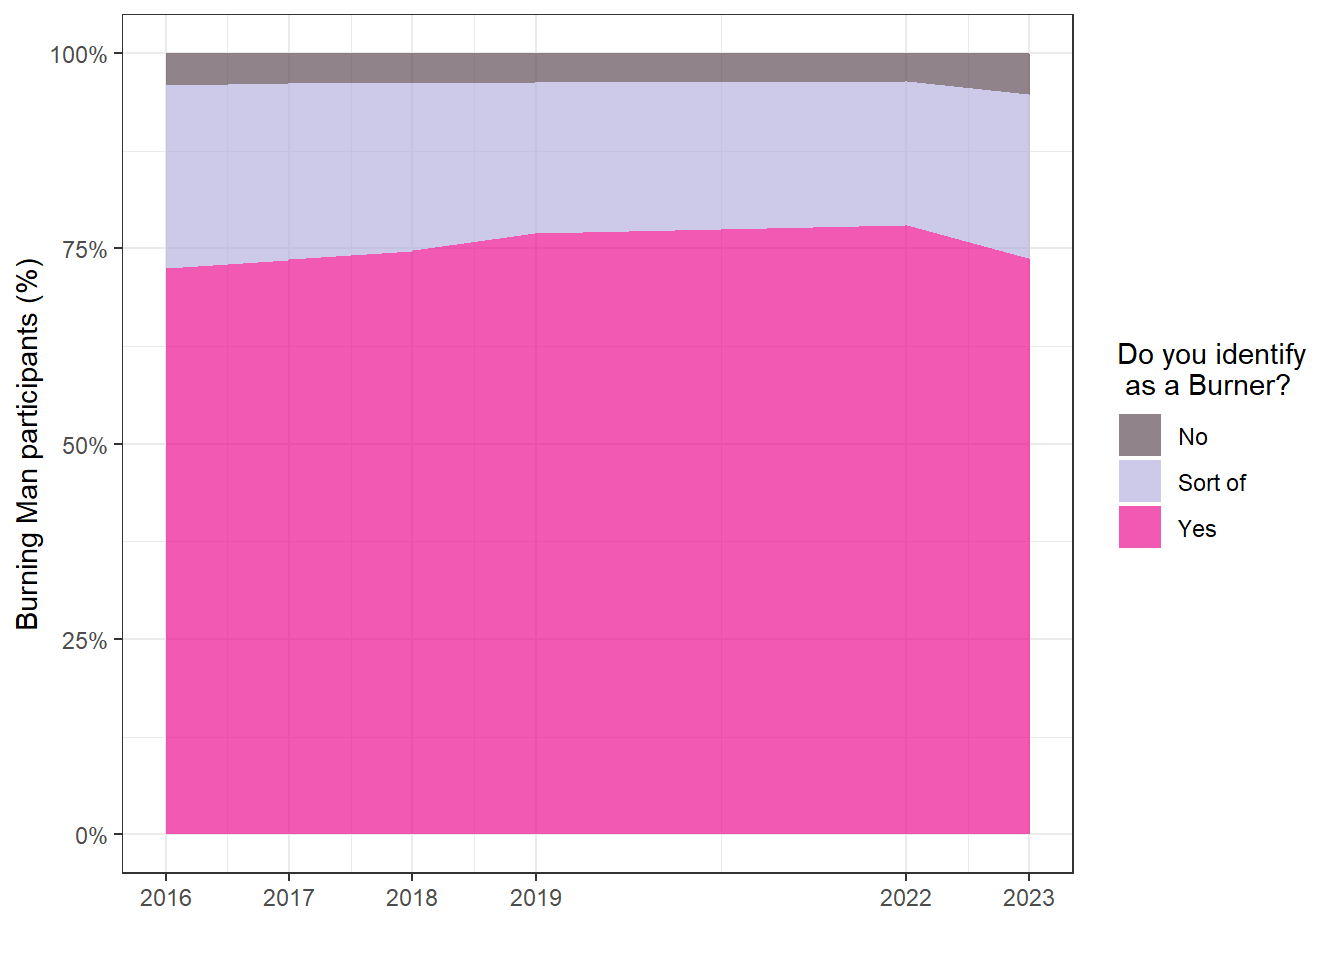 Burning Man participants (%)
100%
75%
50%
25%
0%
2016 2017 2018 2019 2022 2023
Do you identify
as a Burner?
No
Sort of
Yes